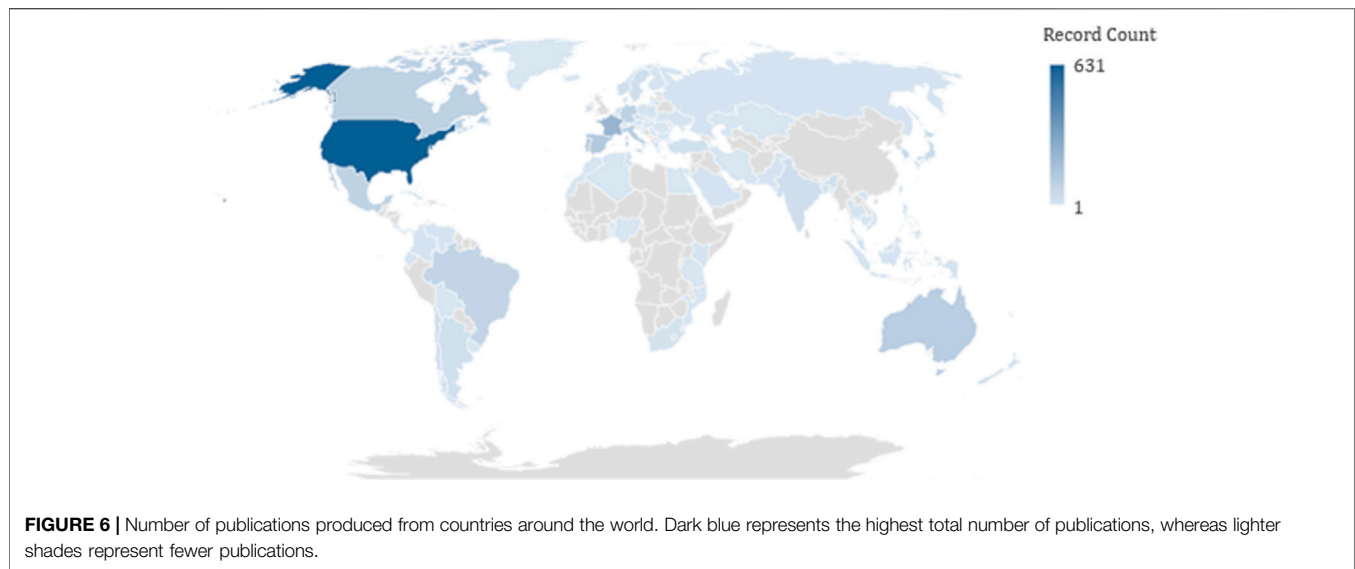 Record Count
631
1
FIGURE 6 | Number of publications produced from countries around the world. Dark blue represents the highest total number of publications, whereas lighter
shades represent fewer publications.